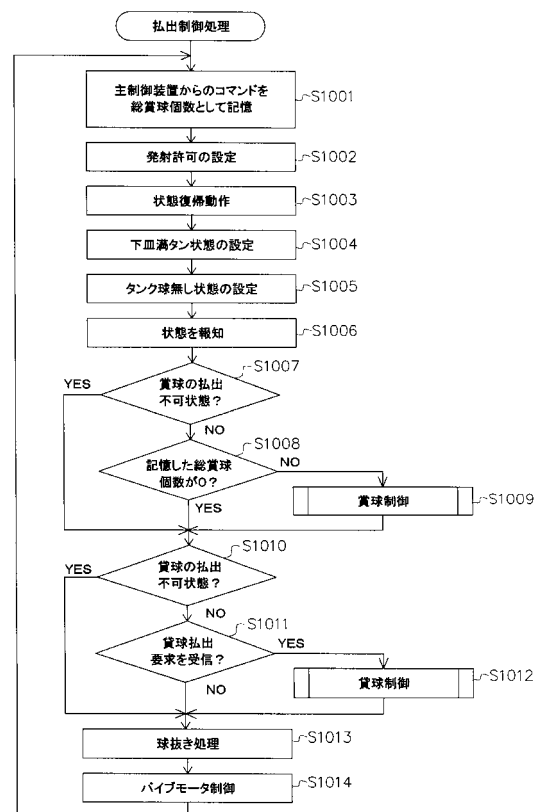 払出制御処理
主制御装置からのコマンドを
総賞球個数として記憶
S1001
発射許可の設定
S1002
状態復帰動作
S1003
下皿満タン状態の設定
S1004
タンク球無し状態の設定
S1005
状態を報知
S1006
S1007
YES
賞球の払出
不可状態？
NO
S1008
記憶した総賞球
個数が0？
NO
YES
賞球制御
S1009
S1010
YES
貸球の払出
不可状態？
NO
S1011
貸球払出
要求を受信？
YES
NO
貸球制御
S1012
球抜き処理
S1013
バイブモータ制御
S1014